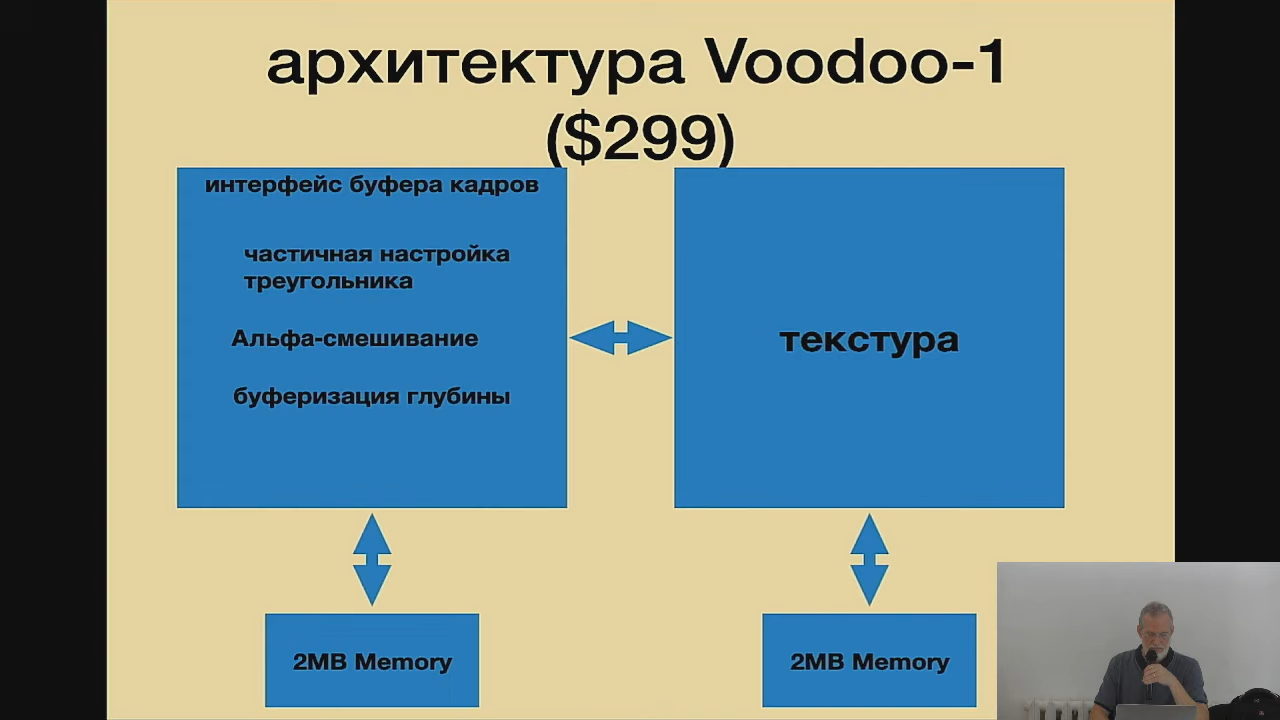 архитектура Voodoo-1
($299)
интерфейс буфера кадров
частичная настройка
треугольника
Альфа-смешивание
буферизация глубины
текстура
2MB Memory
2MB Memory